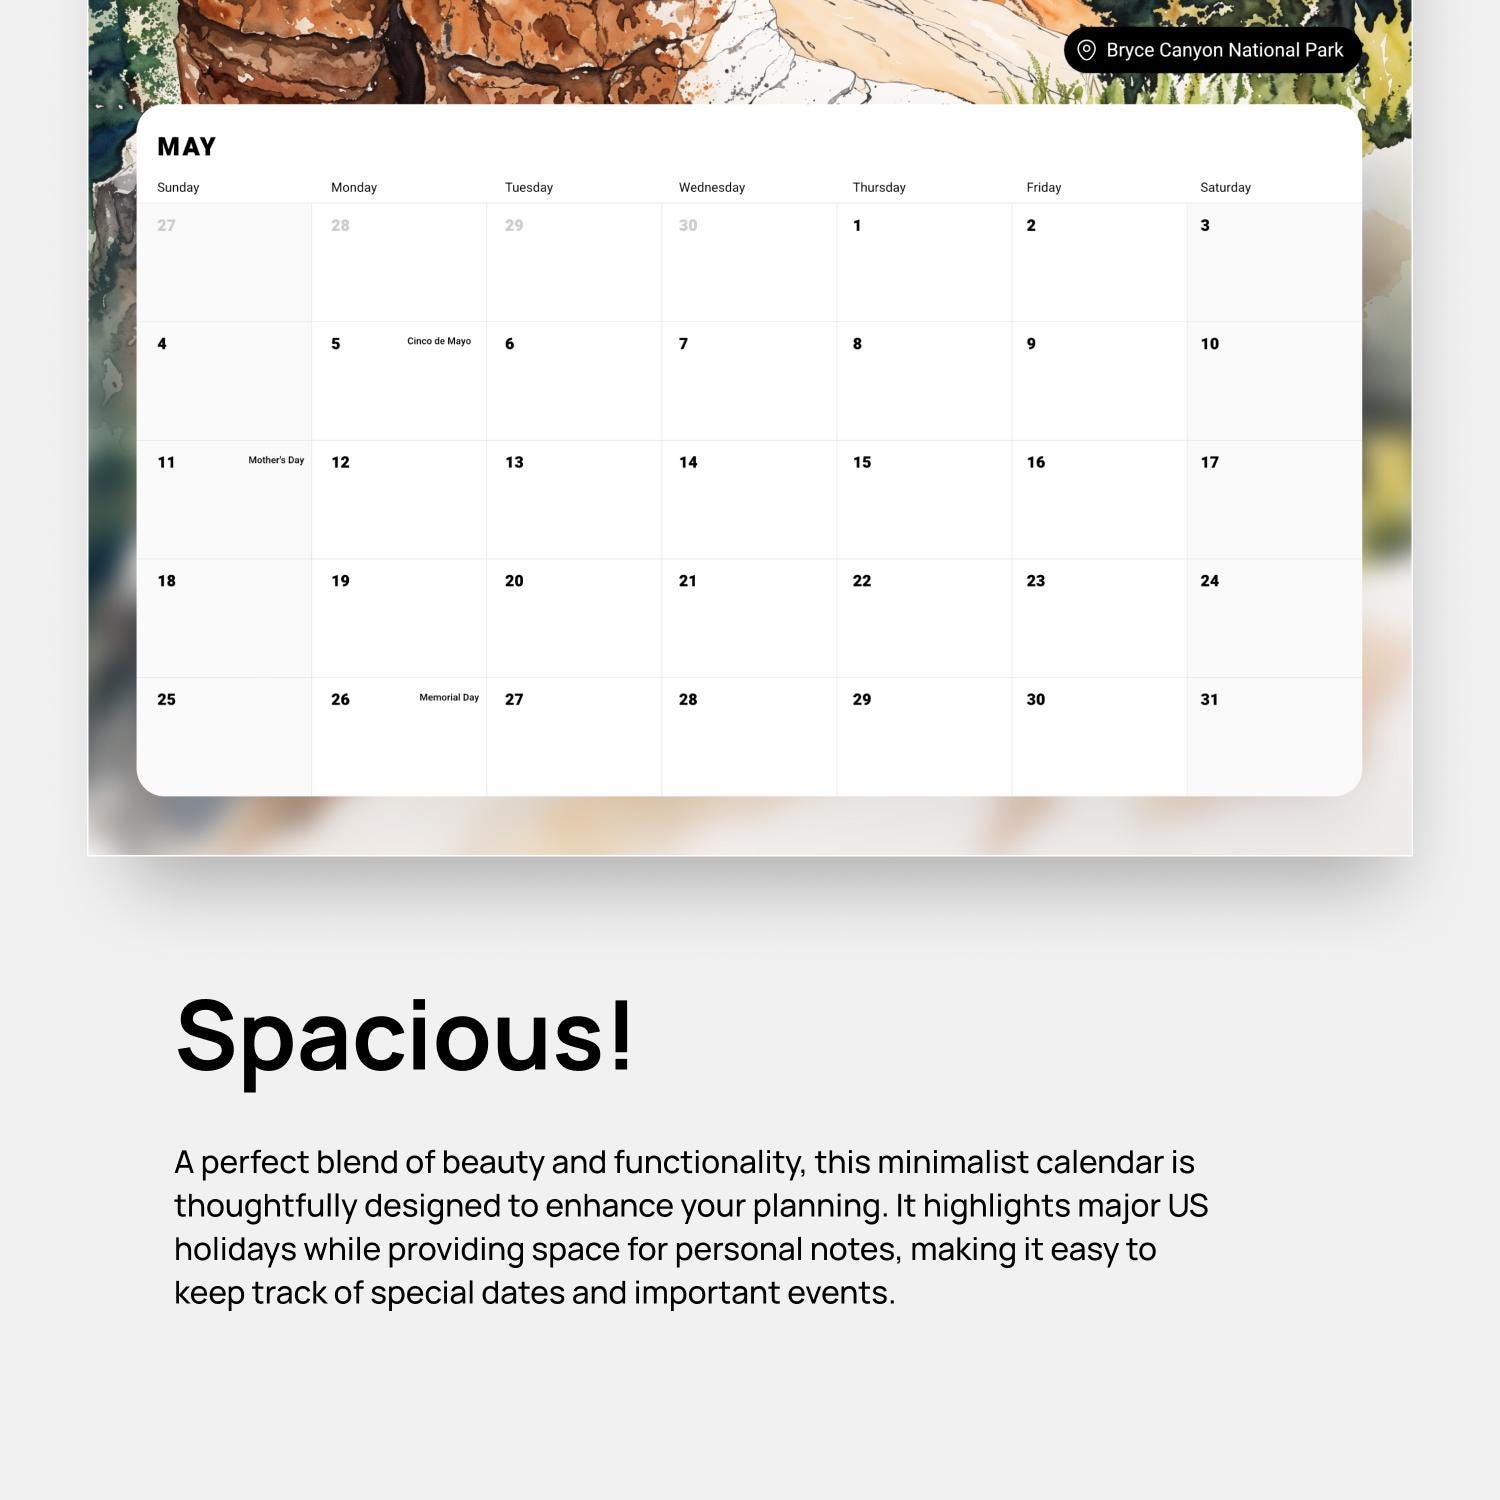 Bryce Canyon National Park
MAY
Sunday Monday Tuesday Wednesday Thursday Friday Saturday
27 28 29 30 1 2 3
4 5 Cinco de Mayo 6 7 8 9 10
11 Mother's Day 12 13 14 15 16 17
18 19 20 21 22 23 24
25 26 Memorial Day 27 28 29 30 31
Spacious!
A perfect blend of beauty and functionality, this minimalist calendar is
thoughtfully designed to enhance your planning. It highlights major US
holidays while providing space for personal notes, making it easy to
keep track of special dates and important events.